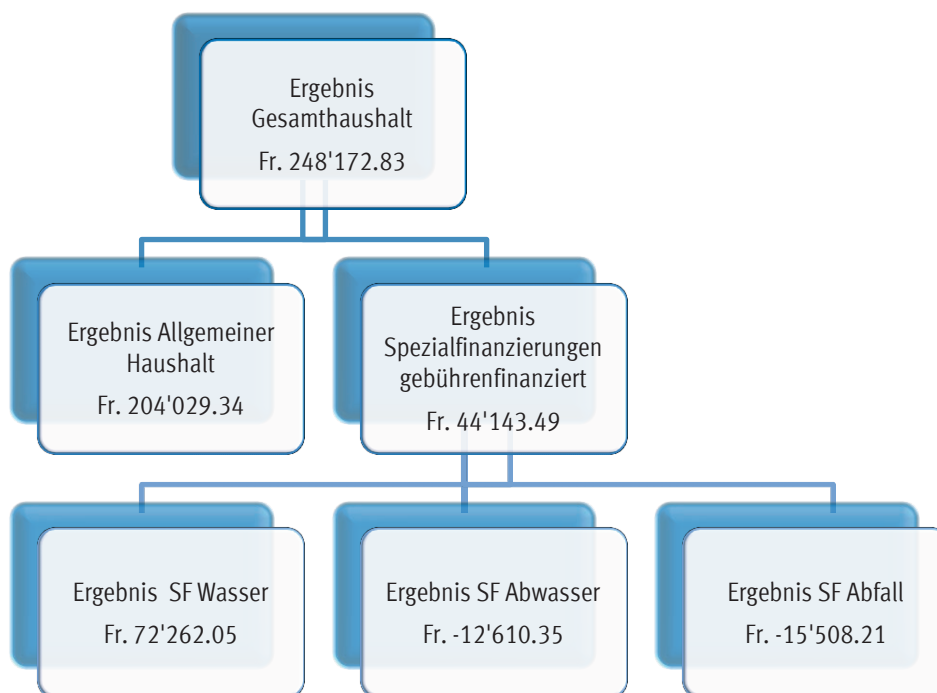 Ergebnis
Gesamthaushalt
Fr. 248'172.83
Ergebnis Allgemeiner
Haushalt
Fr. 204'029.34
Ergebnis
Spezialfinanzierungen
gebührenfinanziert
Fr. 44'143.49
Ergebnis SF Wasser
Fr. 72'262.05
Ergebnis SF Abwasser
Fr. -12'610.35
Ergebnis SF Abfall
Fr. -15'508.21